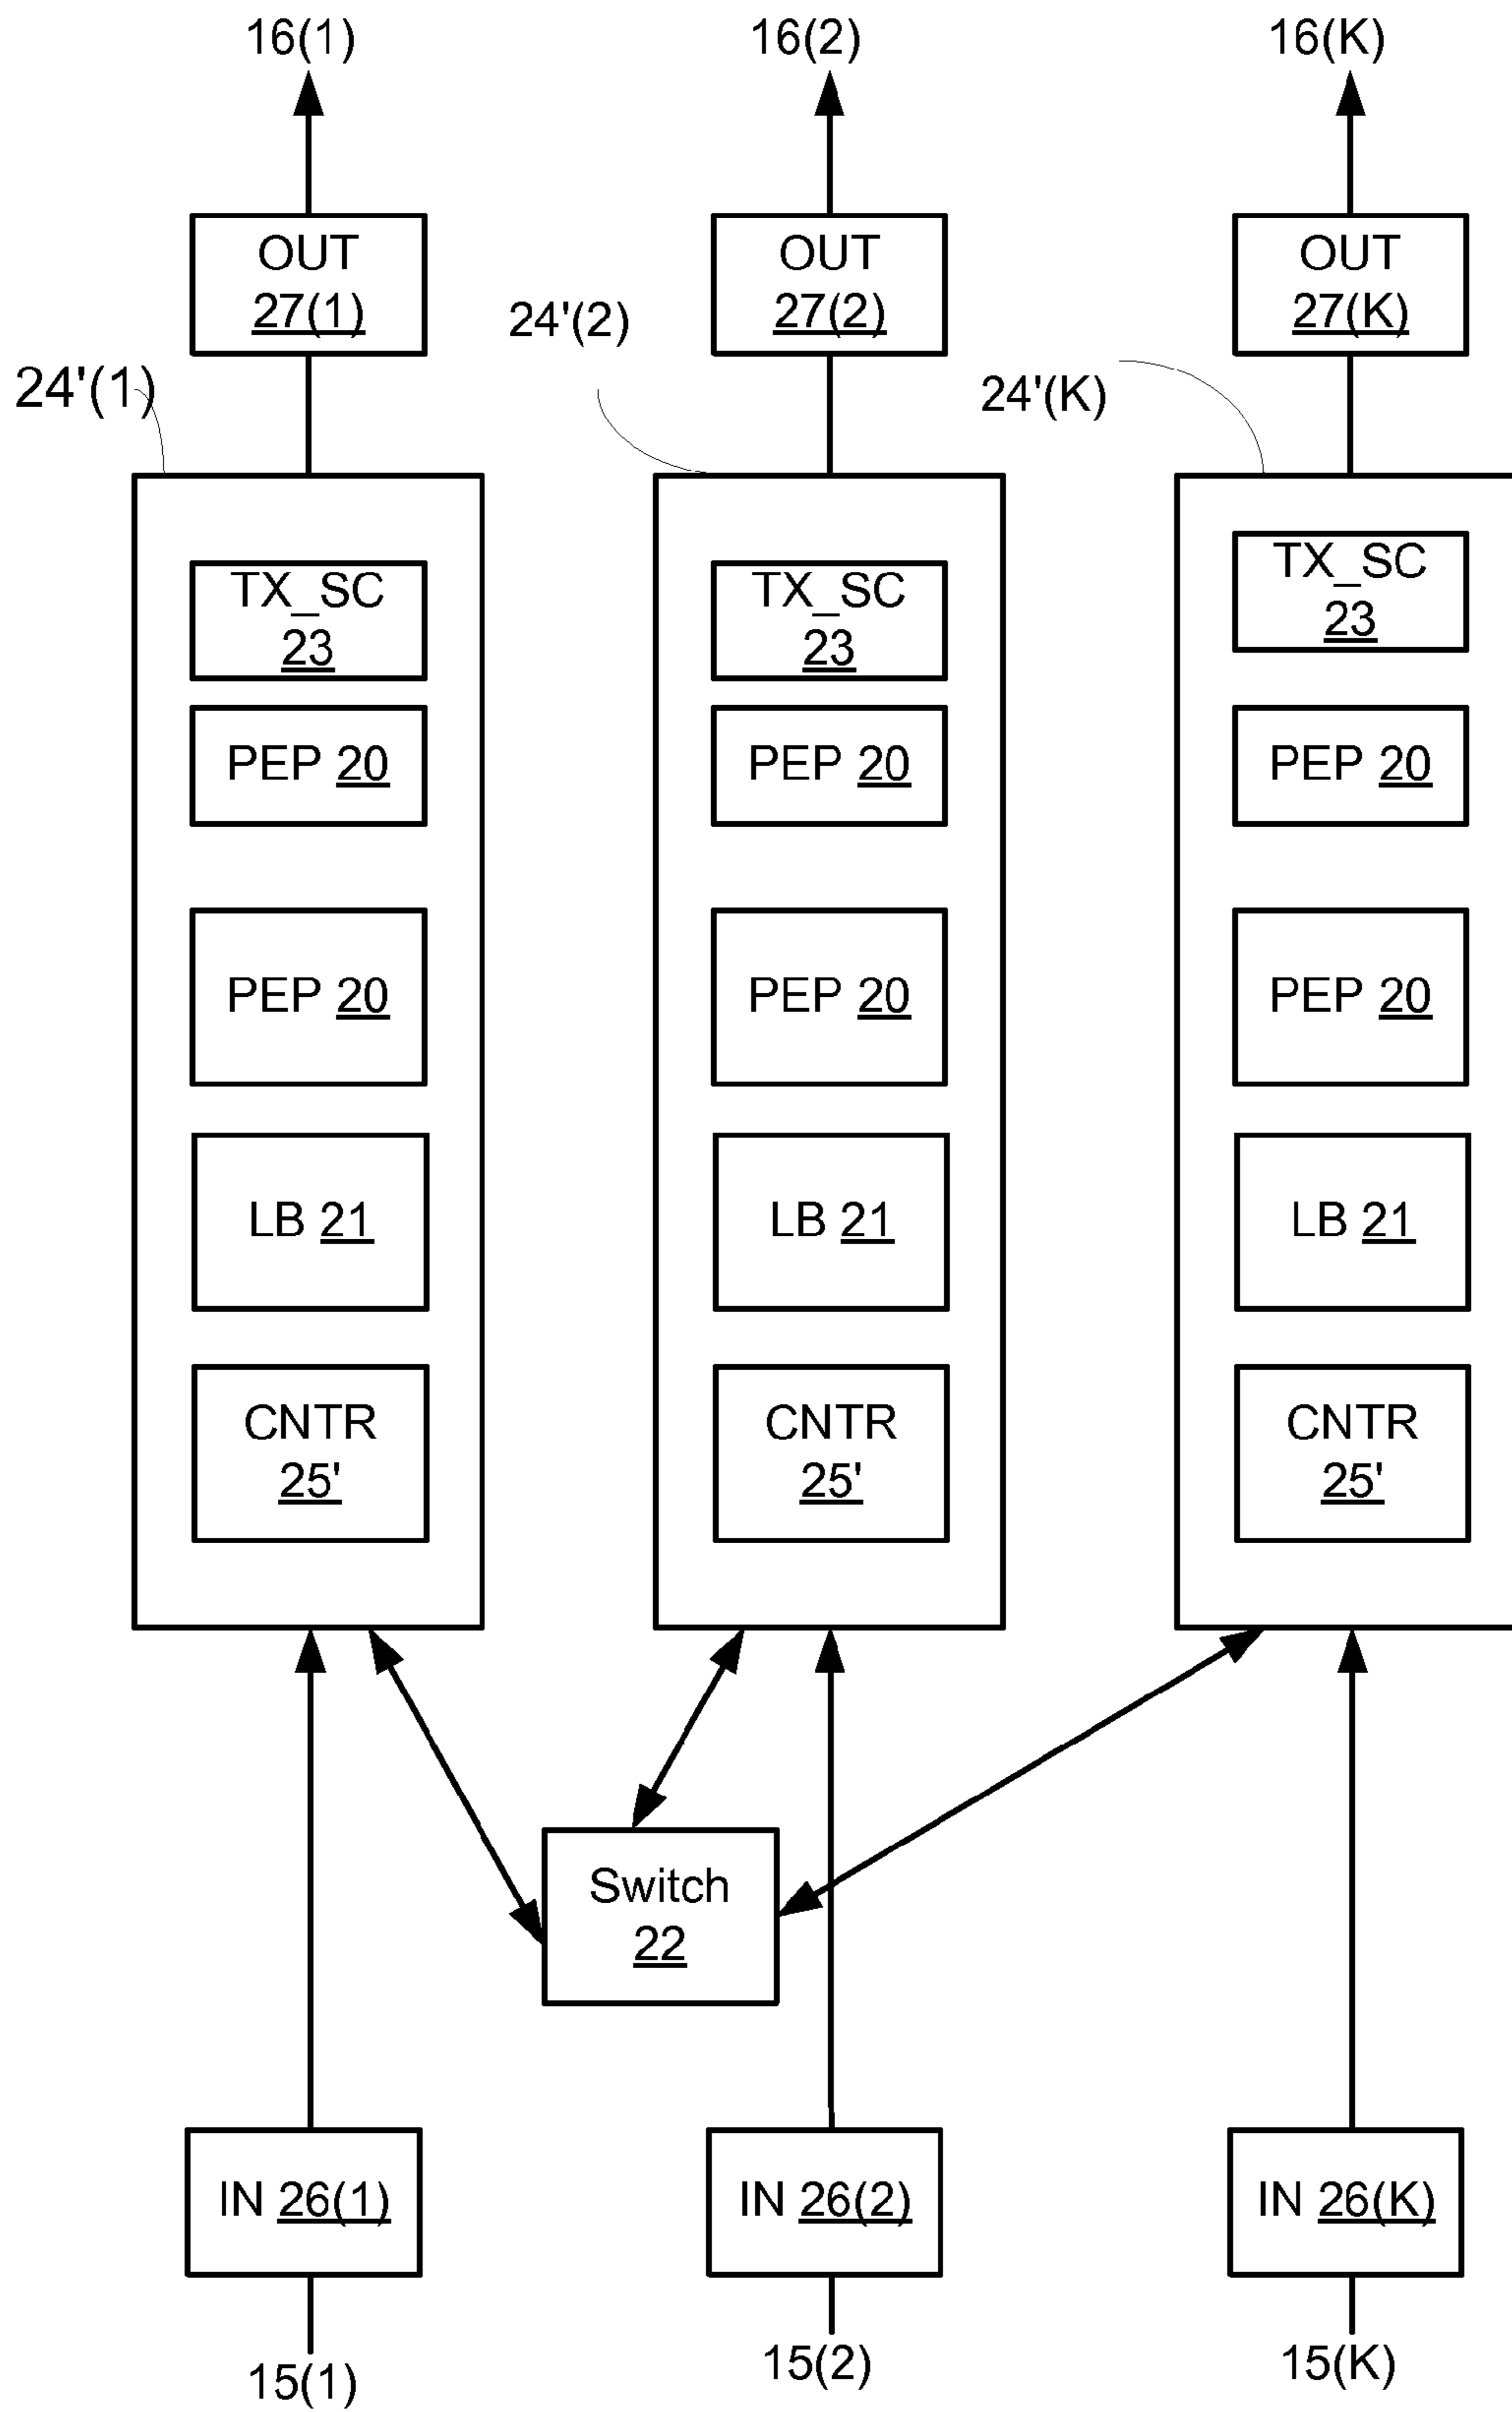 16(1) 16(2) 16(K)
OUT OUT OUT
27(1) 27(2) 27(K)
24'(1) 24'(2) 24'(K)
TX_SC TX_SC TX_SC
23 23 23
PEP 20 PEP 20 PEP 20
PEP 20 PEP 20 PEP 20
LB 21 LB 21 LB 21
CNTR CNTR CNTR
25' 25' 25'
Switch
22
IN 26(1) IN 26(2) IN 26(K)
15(1) 15(2) 15(K)